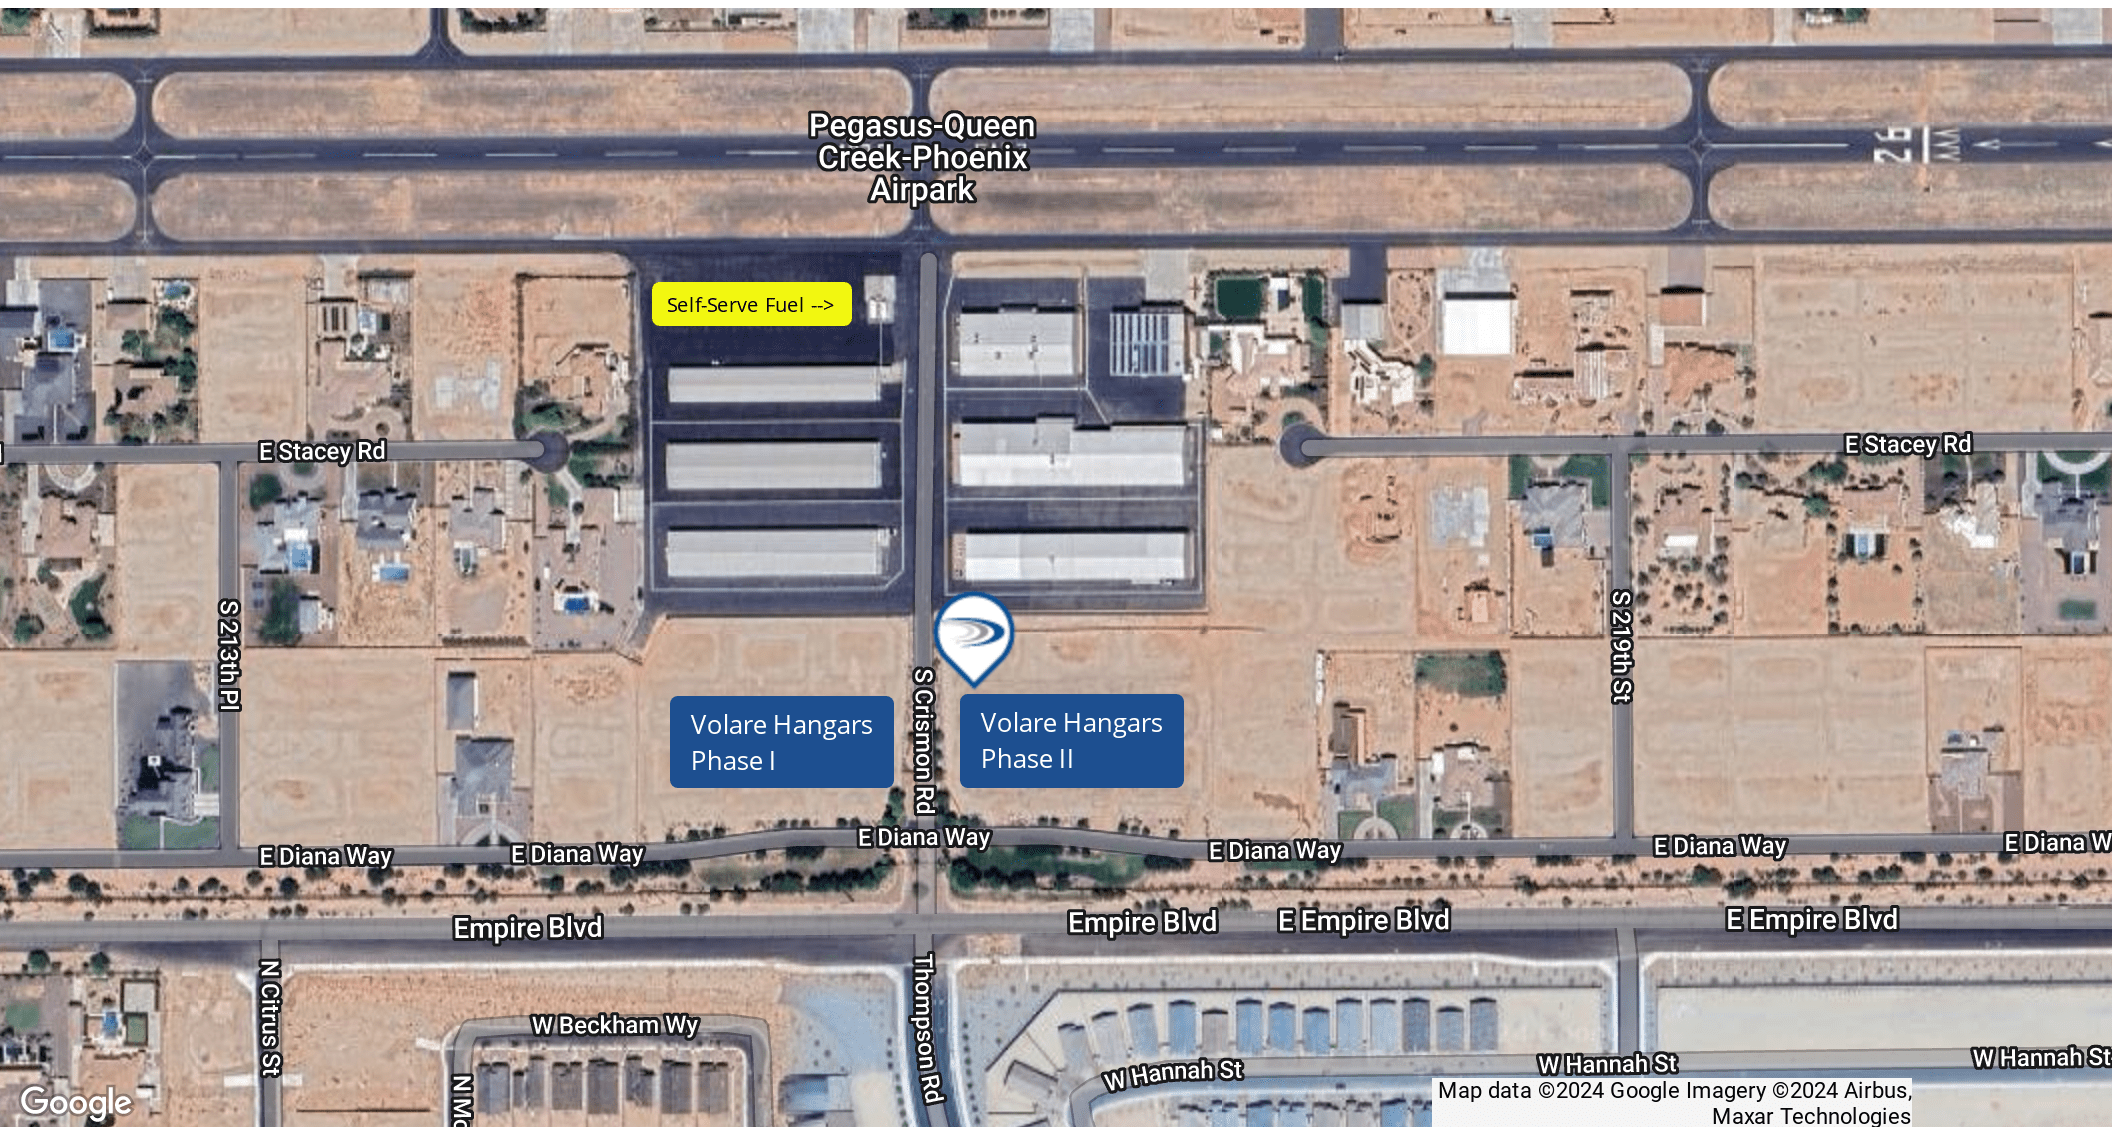 Pegasus-Queen
Creek-Phoenix
Airpark
26
Self-Serve Fuel -->
E Stacey Rd
E Stacey Rd
S 213th Pl
S 219th St
S Crismon Rd
Volare Hangars
Phase I
Volare Hangars
Phase II
E Diana Way
E Diana Way
E Diana Way
E Diana Way
E Diana Way
E Diana W
Empire Blvd
Empire Blvd
E Empire Blvd
E Empire Blvd
N Citrus St
Thompson Rd
W Beckham Wy
W Hannah St
W Hannah St
W Hannah St
Google
Map data ©2024 Google Imagery ©2024 Airbus,
Maxar Technologies